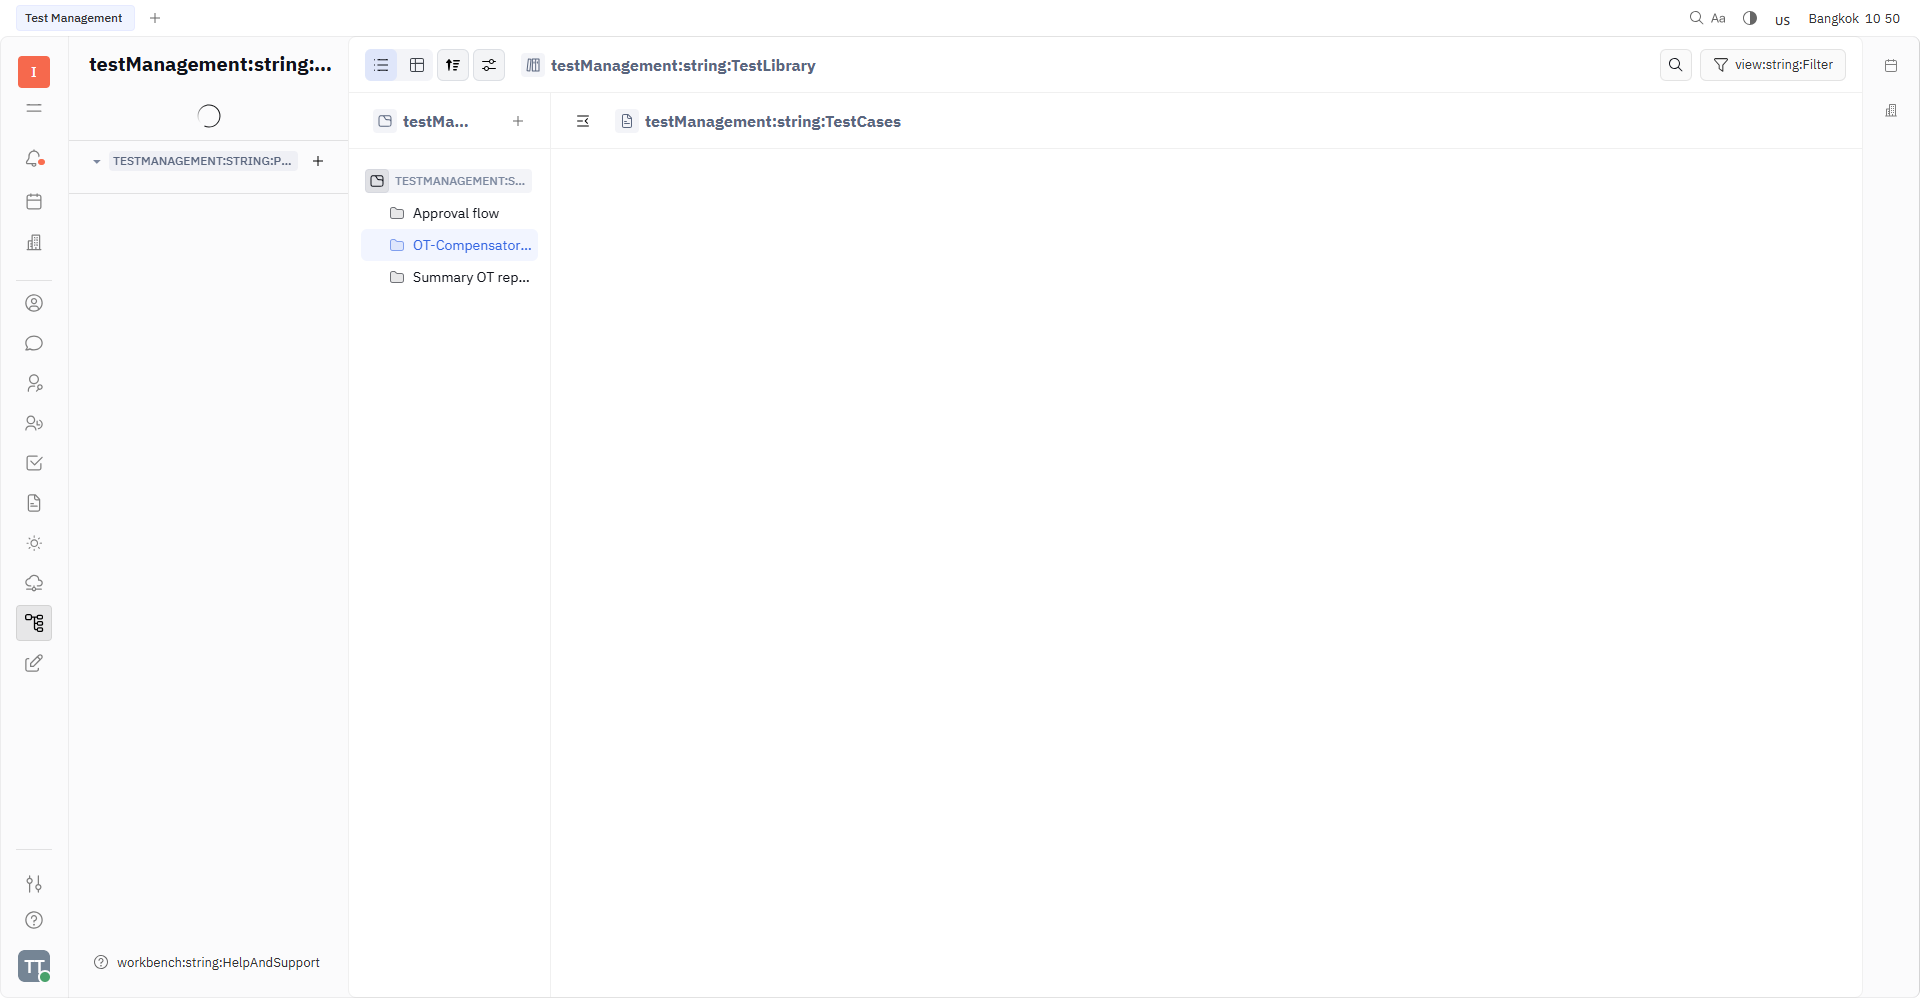 Test Management
Aa
US
Bangkok 10 50
I
testManagement:string:...
testManagement:string:TestLibrary
view:string:Filter
testMa...
testManagement:string:TestCases
TESTMANAGEMENT:STRING:P...
TESTMANAGEMENT:S...
Approval flow
OT-Compensator...
Summary OT rep...
workbench:string:HelpAndSupport
TT